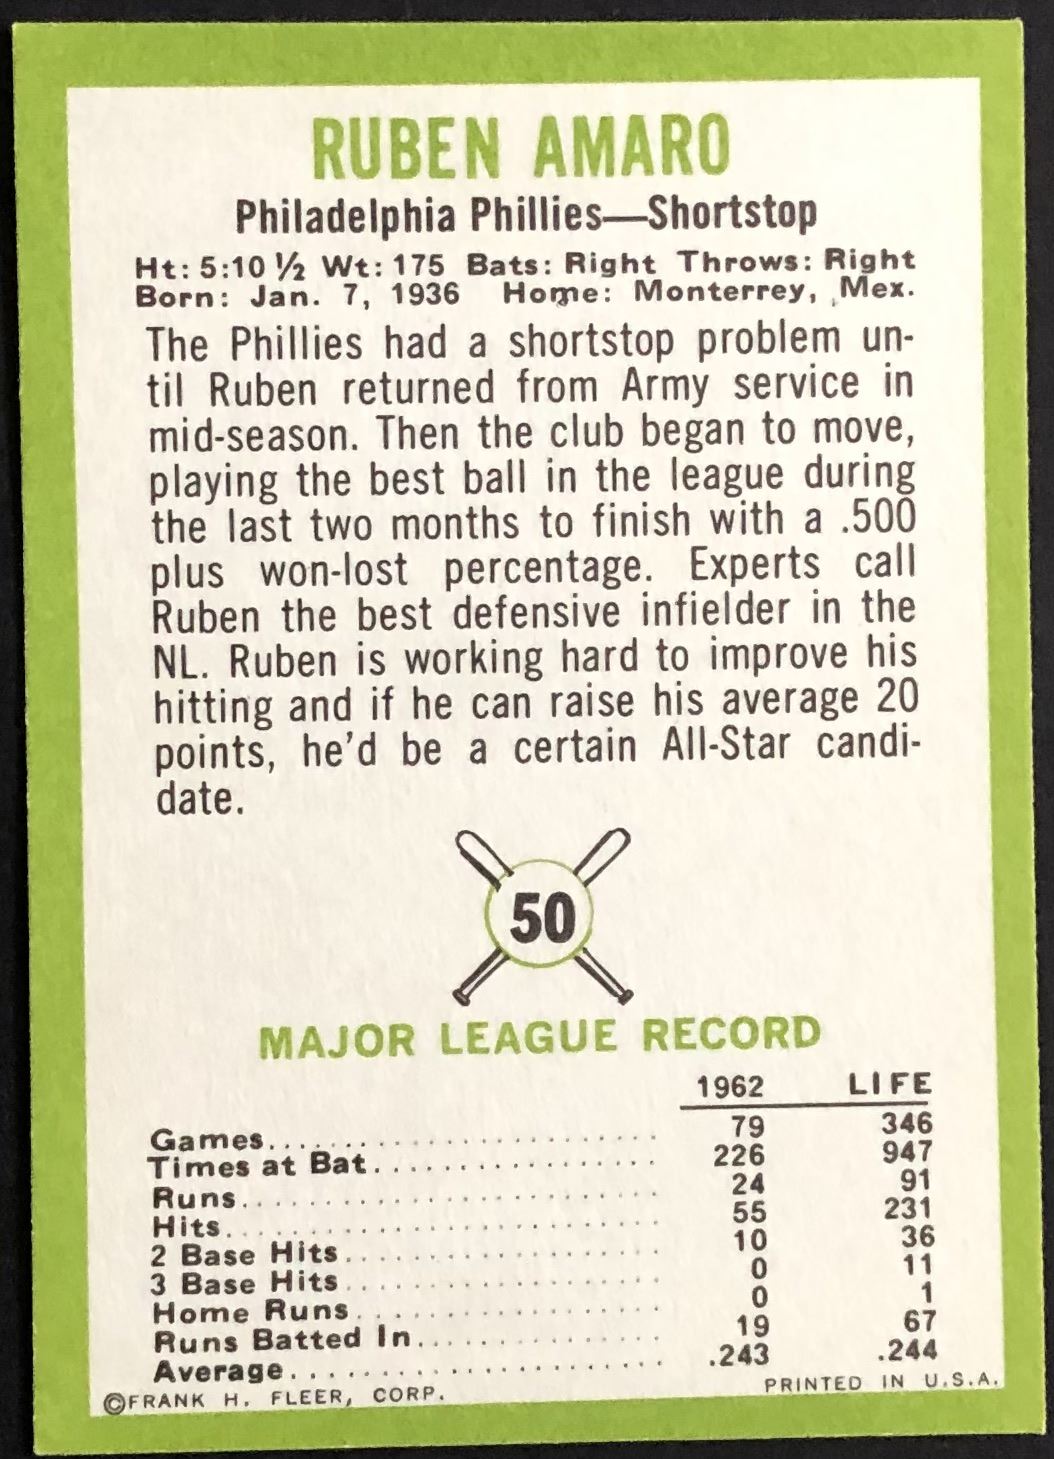 RUBEN AMARO
Philadelphia Phillies—Shortstop
Ht: 5:10 ½ Wt: 175 Bats: Right Throws: Right
Born: Jan. 7, 1936 Home: Monterrey, Mex.
The Phillies had a shortstop problem un-
til Ruben returned from Army service in
mid-season. Then the club began to move,
playing the best ball in the league during
the last two months to finish with a .500
plus won-lost percentage. Experts call
Ruben the best defensive infielder in the
NL. Ruben is working hard to improve his
hitting and if he can raise his average 20
points, he'd be a certain All-Star candi-
date.
50
MAJOR LEAGUE RECORD
1962 LIFE
Games 79 346
Times at Bat 226 947
Runs 24 91
Hits 55 231
2 Base Hits 10 36
3 Base Hits 0 11
Home Runs 0 1
Runs Batted In 19 67
Average .243 .244
©FRANK H. FLEER, CORP. PRINTED IN U.S.A.